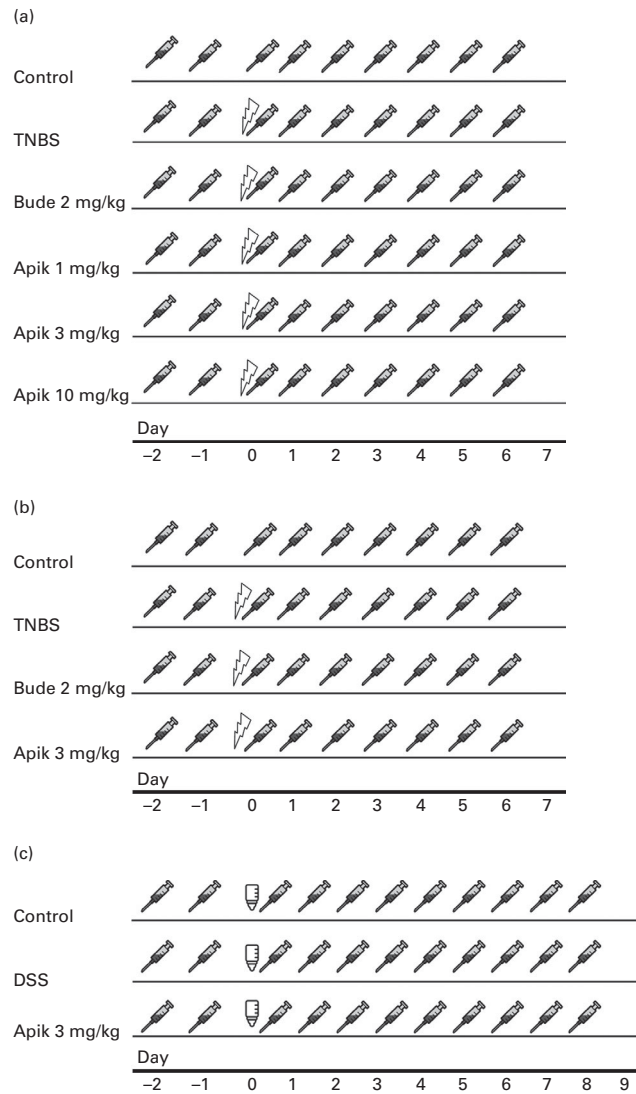 (a)
Control
TNBS
Bude 2 mg/kg
Apik 1 mg/kg
Apik 3 mg/kg
Apik 10 mg/kg
Day
–2 –1 0 1 2 3 4 5 6 7
(b)
Control
TNBS
Bude 2 mg/kg
Apik 3 mg/kg
Day
–2 –1 0 1 2 3 4 5 6 7
(c)
Control
DSS
Apik 3 mg/kg
Day
–2 –1 0 1 2 3 4 5 6 7 8 9